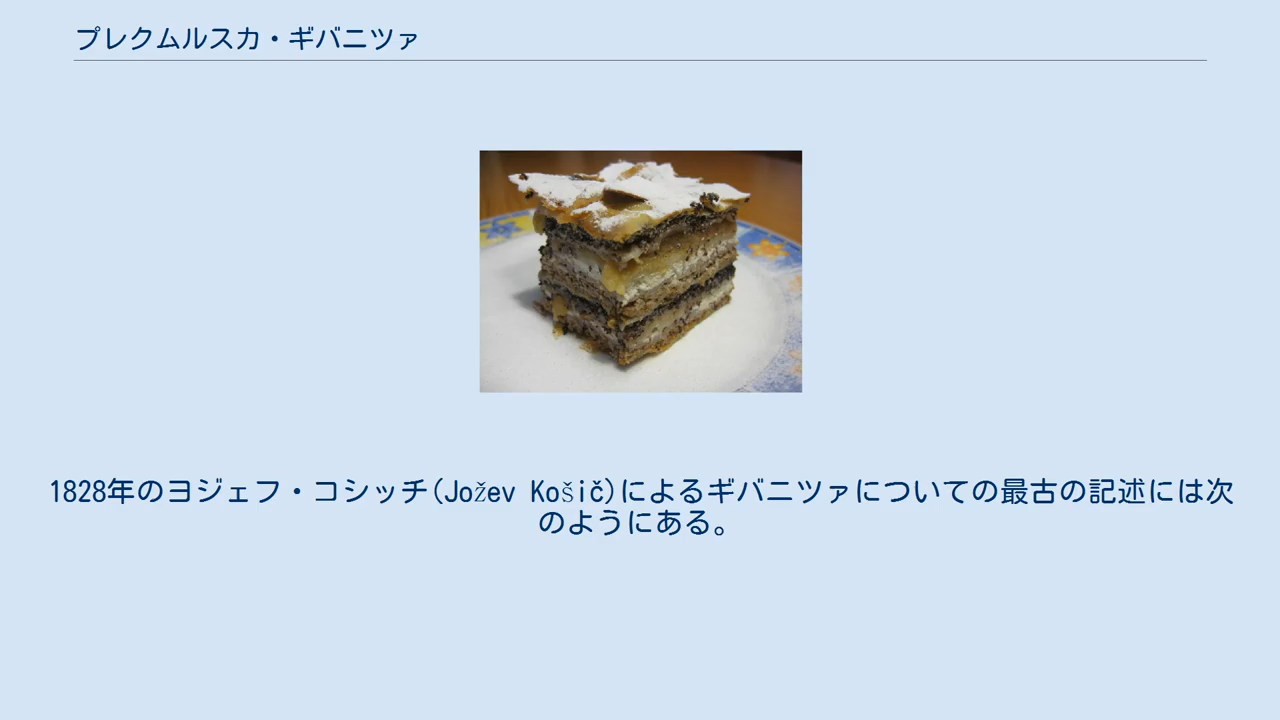 プレクムルスカ・ギバニツァ
1828年のヨジェフ・コシッチ(Jožev Košič)によるギバニツァについての最古の記述には次
のようにある。